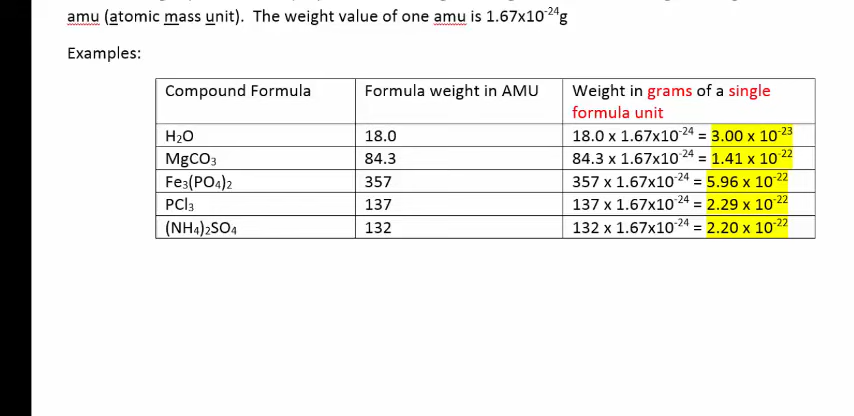 amu (atomic mass unit).  The weight value of one amu is 1.67x10⁻²⁴g
Examples:
Compound Formula Formula weight in AMU Weight in grams of a single
formula unit
H₂O 18.0 18.0 x 1.67x10⁻²⁴ = 3.00 x 10⁻²³
MgCO₃ 84.3 84.3 x 1.67x10⁻²⁴ = 1.41 x 10⁻²²
Fe₃(PO₄)₂ 357 357 x 1.67x10⁻²⁴ = 5.96 x 10⁻²²
PCl₃ 137 137 x 1.67x10⁻²⁴ = 2.29 x 10⁻²²
(NH₄)₂SO₄ 132 132 x 1.67x10⁻²⁴ = 2.20 x 10⁻²²